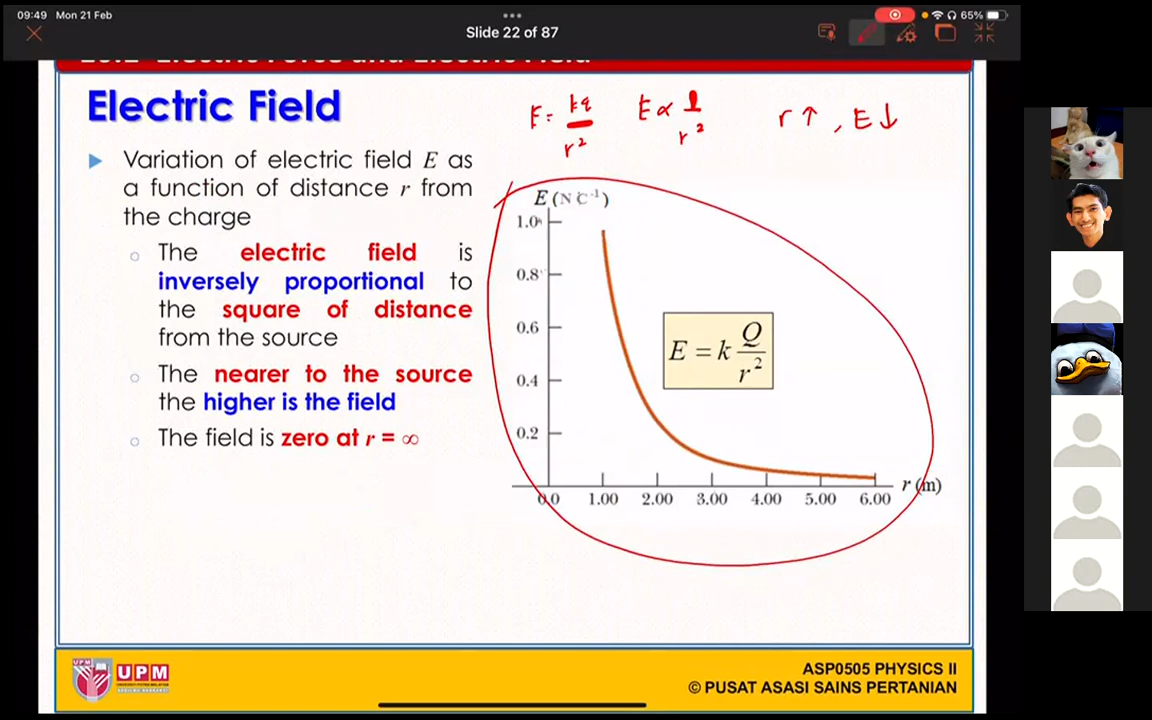 09:49 Mon 21 Feb
65%
Slide 22 of 87
Electric Field
E = kq / r²
E ∝ 1 / r²
r ↑ , E ↓
Variation of electric field E as
a function of distance r from
the charge
The electric field is
inversely proportional to
the square of distance
from the source
The nearer to the source
the higher is the field
The field is zero at r = ∞
E (N C⁻¹)
1.0
0.8
0.6
0.4
0.2
E = k Q / r²
0.0 1.00 2.00 3.00 4.00 5.00 6.00 r (m)
UPM
UPM
ASP0505 PHYSICS II
© PUSAT ASASI SAINS PERTANIAN